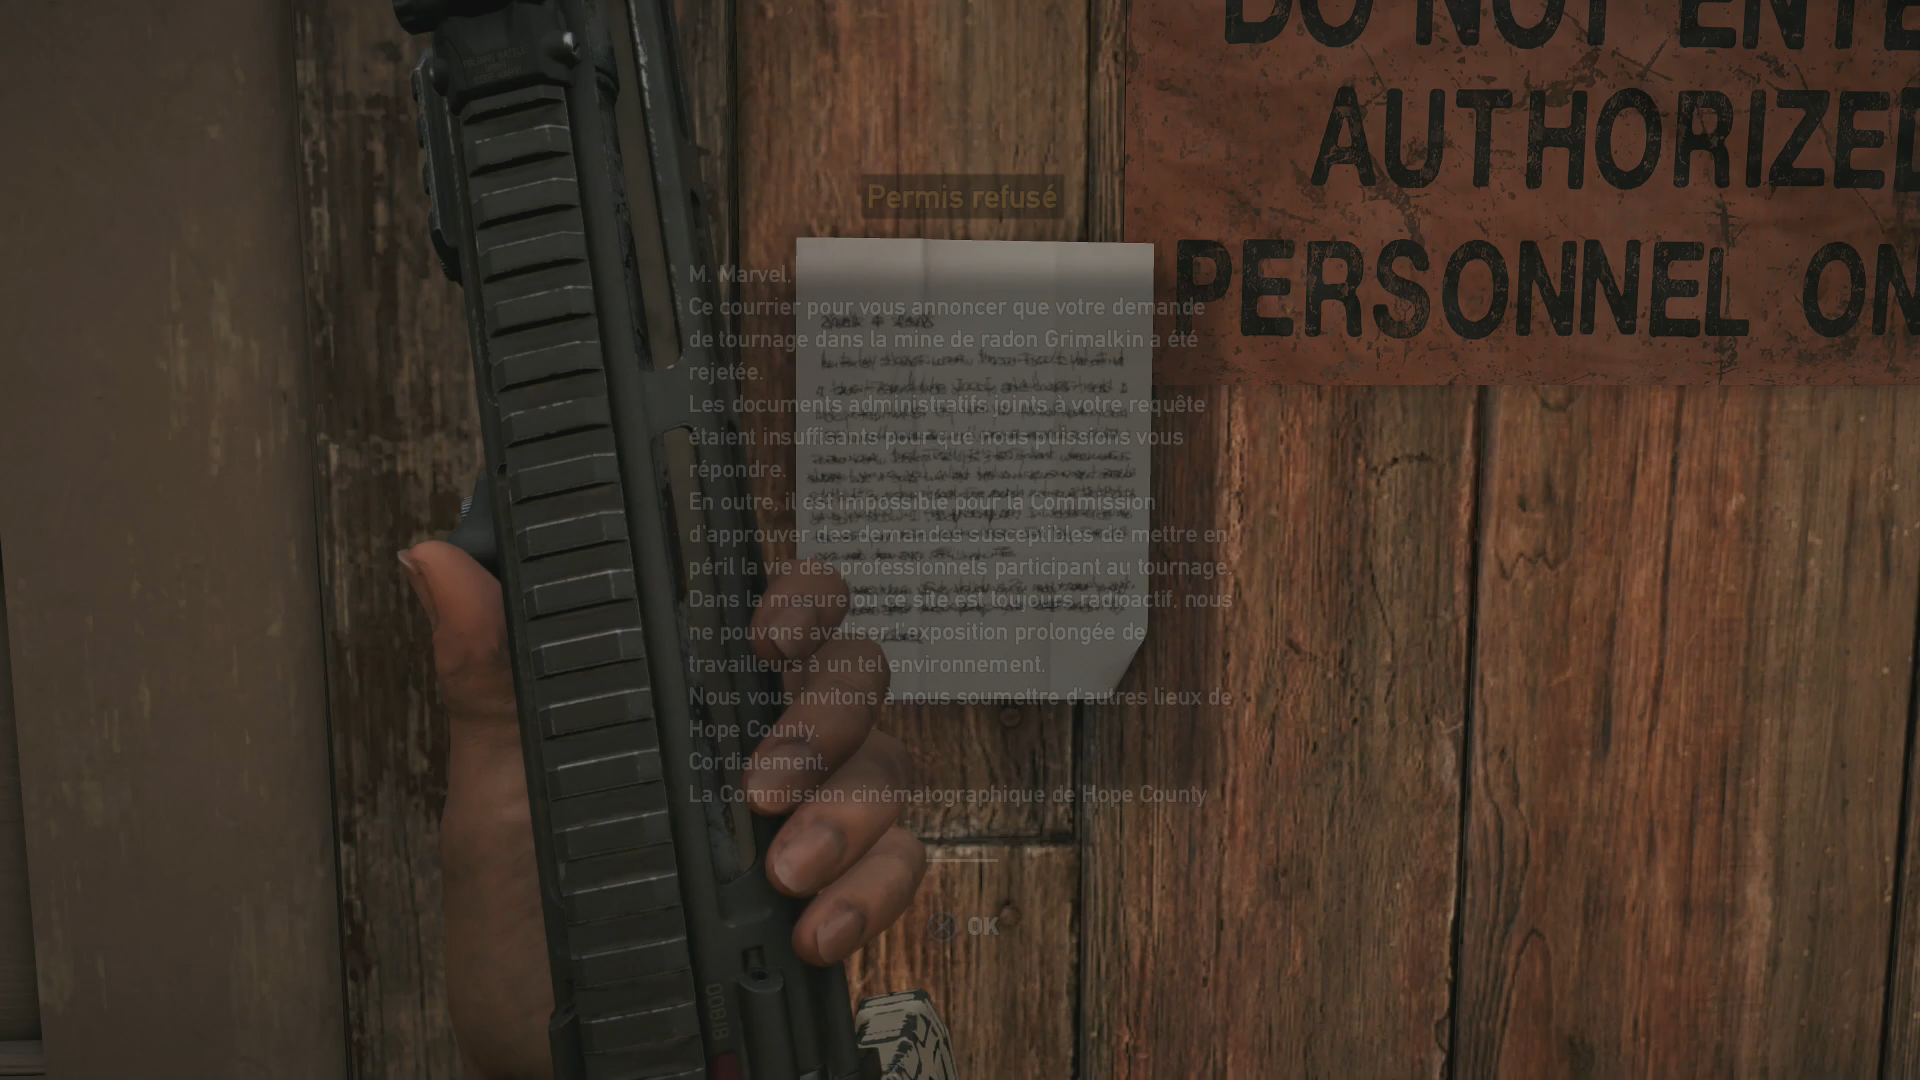 DO NOT ENTE
AUTHORIZED
PERSONNEL ON
Permis refusé
M. Marvel,
Ce courrier pour vous annoncer que votre demande
de tournage dans la mine de radon Grimalkin a été
rejetée.
Les documents administratifs joints à votre requête
étaient insuffisants pour que nous puissions vous
répondre.
En outre, il est impossible pour la Commission
d'approuver des demandes susceptibles de mettre en
péril la vie des professionnels participant au tournage.
Dans la mesure ou ce site est toujours radioactif, nous
ne pouvons avaliser l'exposition prolongée de
travailleurs à un tel environnement.
Nous vous invitons à nous soumettre d'autres lieux de
Hope County.
Cordialement,
La Commission cinématographique de Hope County
OK